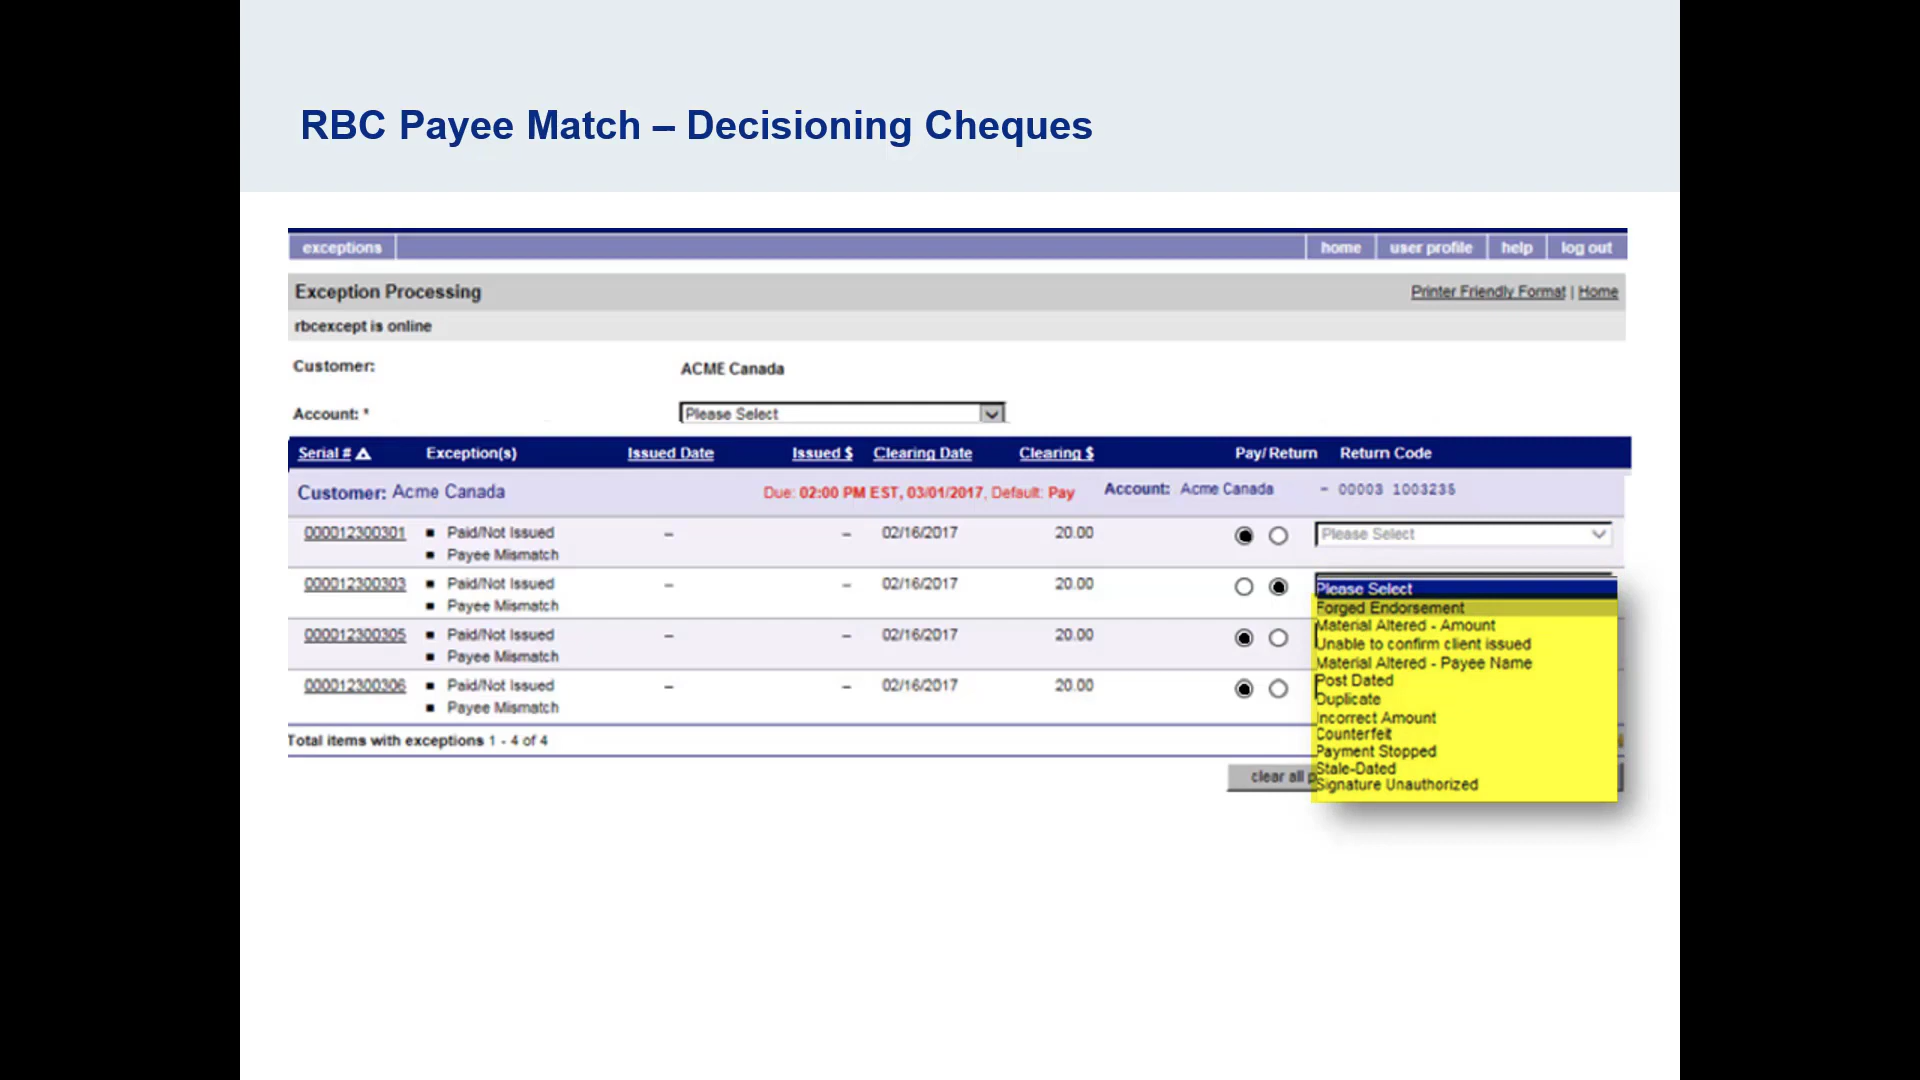 RBC Payee Match – Decisioning Cheques
exceptions home user profile help log out
Exception Processing Printer Friendly Format | Home
rbcexcept is online
Customer: ACME Canada
Account: * Please Select
Serial # Exception(s) Issued Date Issued $ Clearing Date Clearing $ Pay/Return Return Code
Customer: Acme Canada Due: 02:00 PM EST, 03/01/2017, Default: Pay Account: Acme Canada - 00003 1003235
000012300301 ▪ Paid/Not Issued – – 02/16/2017 20.00 Please Select
▪ Payee Mismatch
000012300303 ▪ Paid/Not Issued – – 02/16/2017 20.00 Please Select
▪ Payee Mismatch
Forged Endorsement
Material Altered - Amount
000012300305 ▪ Paid/Not Issued – – 02/16/2017 20.00 Unable to confirm client issued
▪ Payee Mismatch Material Altered - Payee Name
000012300306 ▪ Paid/Not Issued – – 02/16/2017 20.00 Post Dated
Duplicate
▪ Payee Mismatch Incorrect Amount
Total items with exceptions 1 - 4 of 4 Counterfeit
Payment Stopped
Stale-Dated
clear all Signature Unauthorized